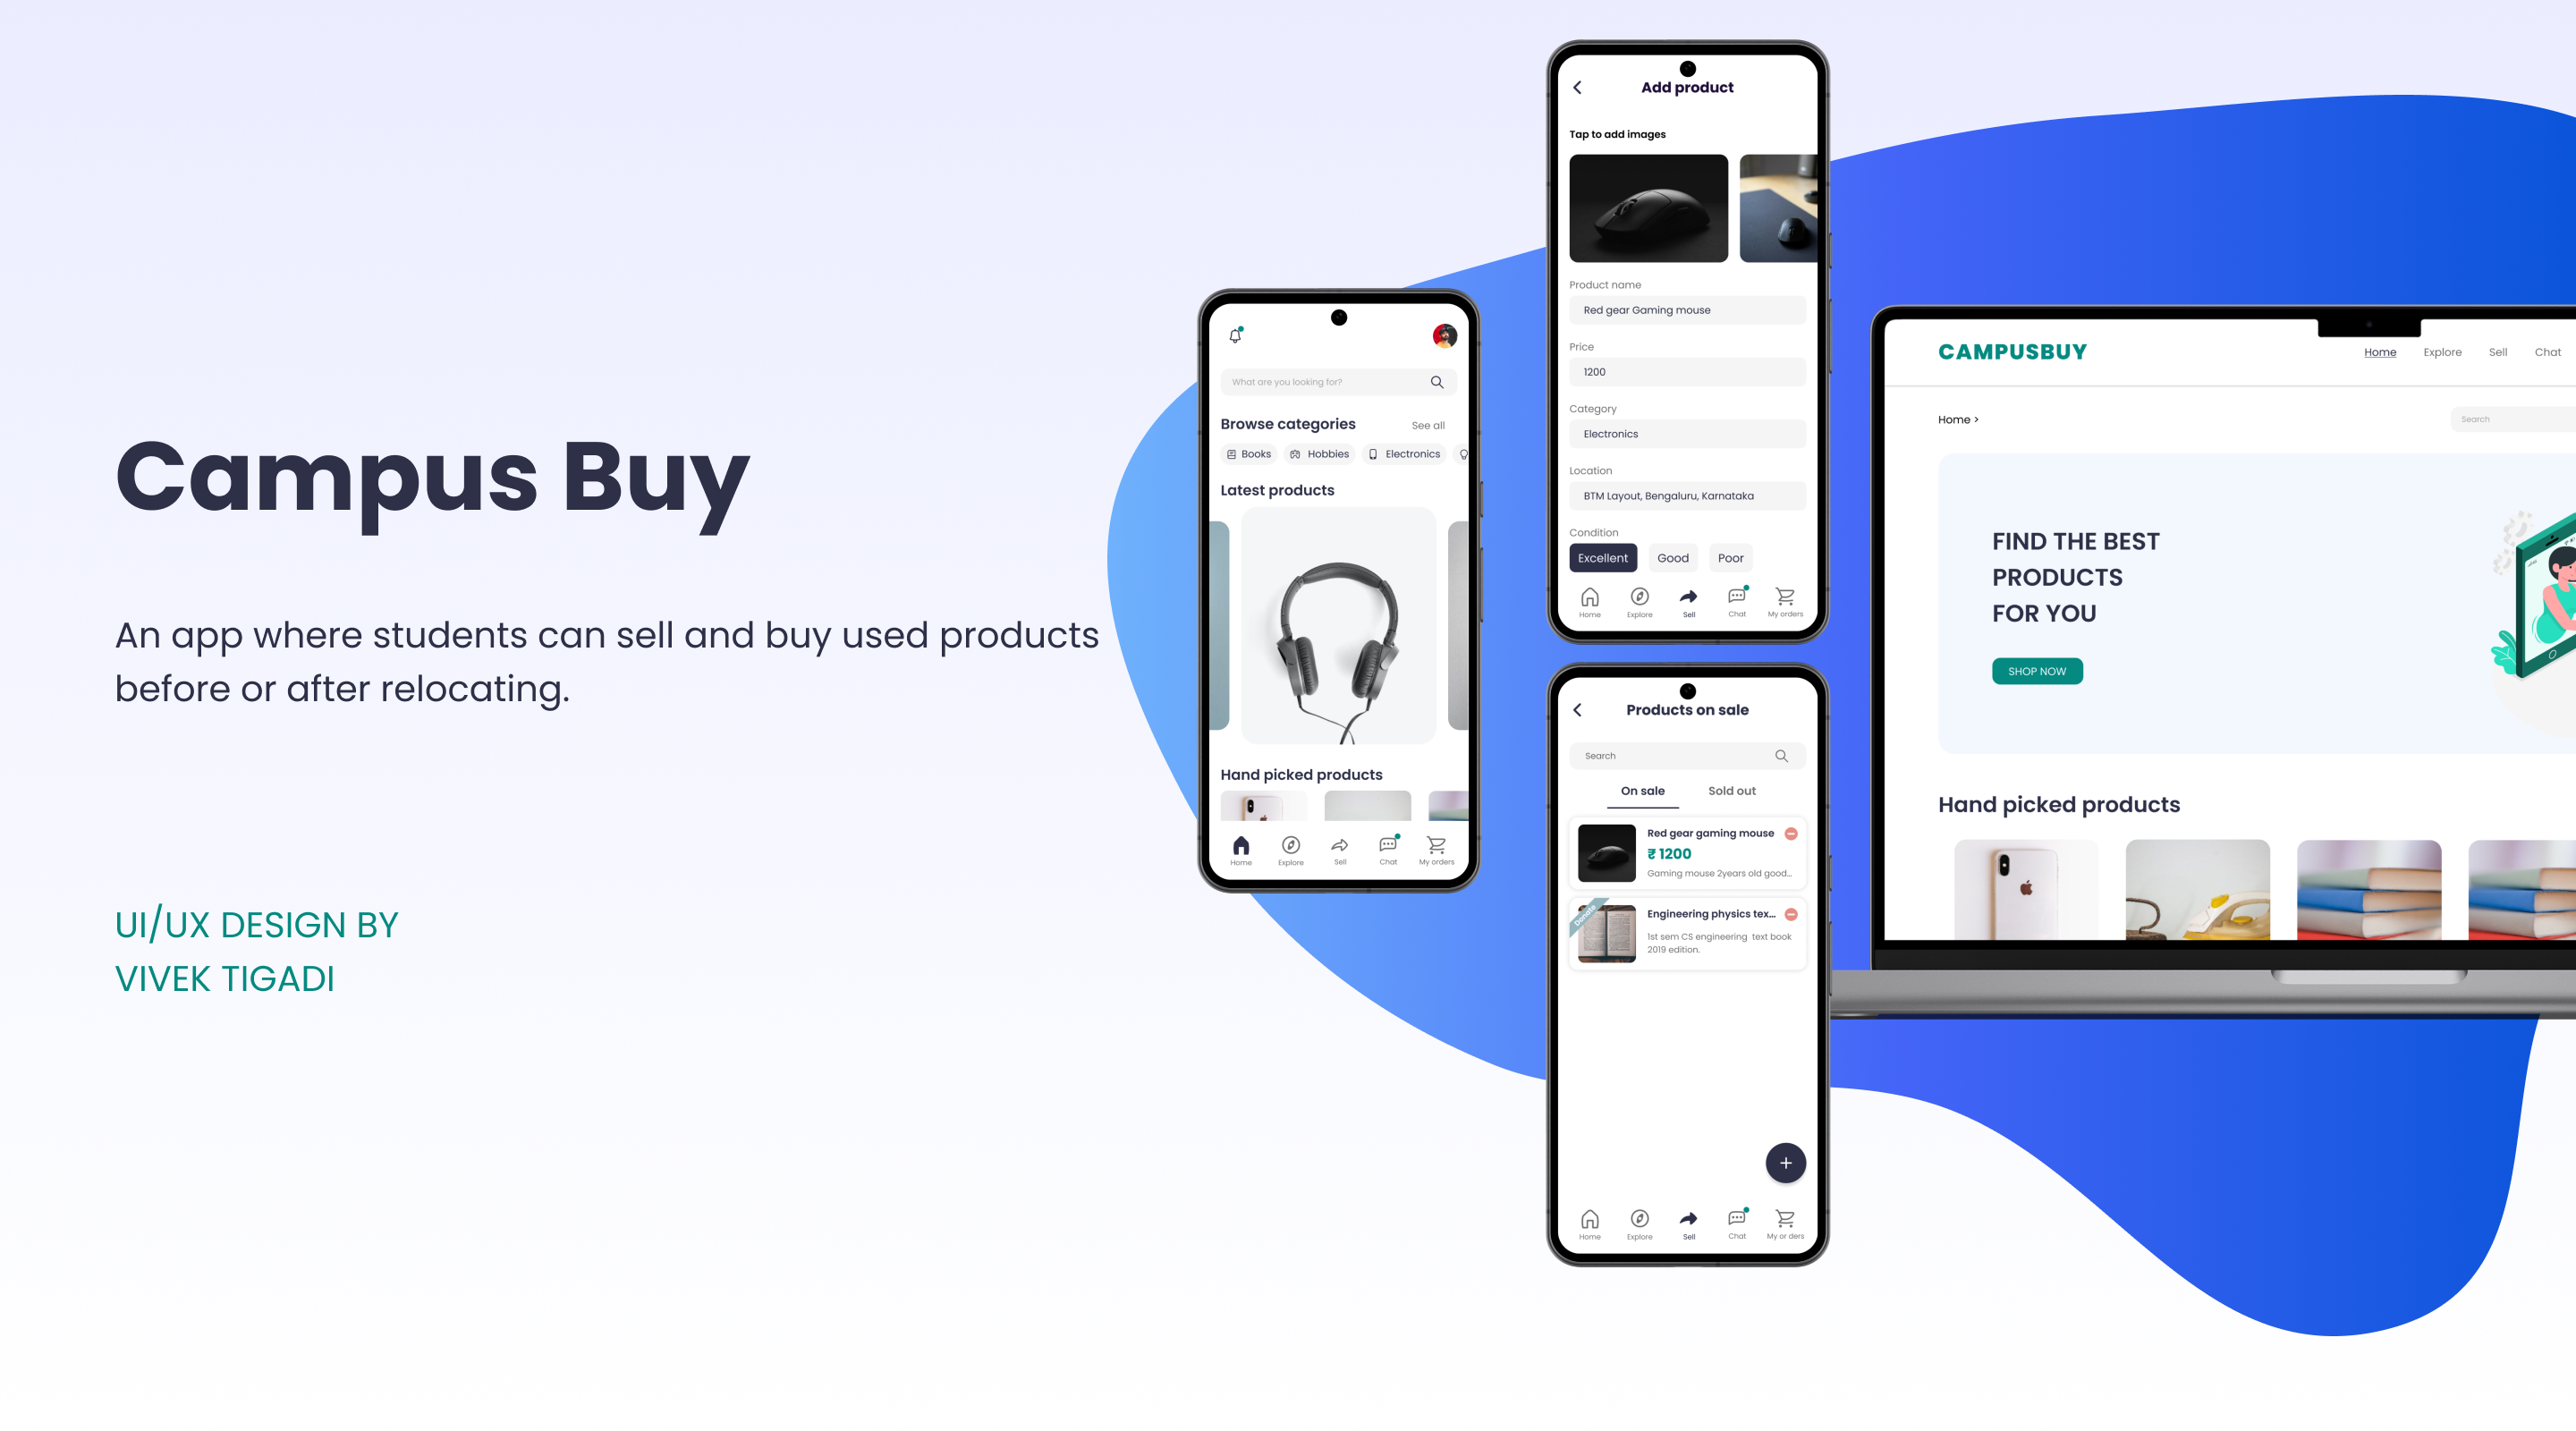 Campus Buy
An app where students can sell and buy used products
before or after relocating.
UI/UX DESIGN BY
VIVEK TIGADI
What are you looking for?
Browse categories
See all
Books
Hobbies
Electronics
Latest products
Hand picked products
Home
Explore
Sell
Chat
My orders
Add product
Tap to add images
Product name
Red gear Gaming mouse
Price
1200
Category
Electronics
Location
BTM Layout, Bengaluru, Karnataka
Condition
Excellent
Good
Poor
Home
Explore
Sell
Chat
My orders
Products on sale
Search
On sale
Sold out
Red gear gaming mouse
₹ 1200
Gaming mouse 2years old good...
Donate
Engineering physics tex...
1st sem CS engineering text book
2019 edition.
Home
Explore
Sell
Chat
My or ders
CAMPUSBUY
Home
Explore
Sell
Chat
Home >
Search
FIND THE BEST
PRODUCTS
FOR YOU
SHOP NOW
Hand picked products